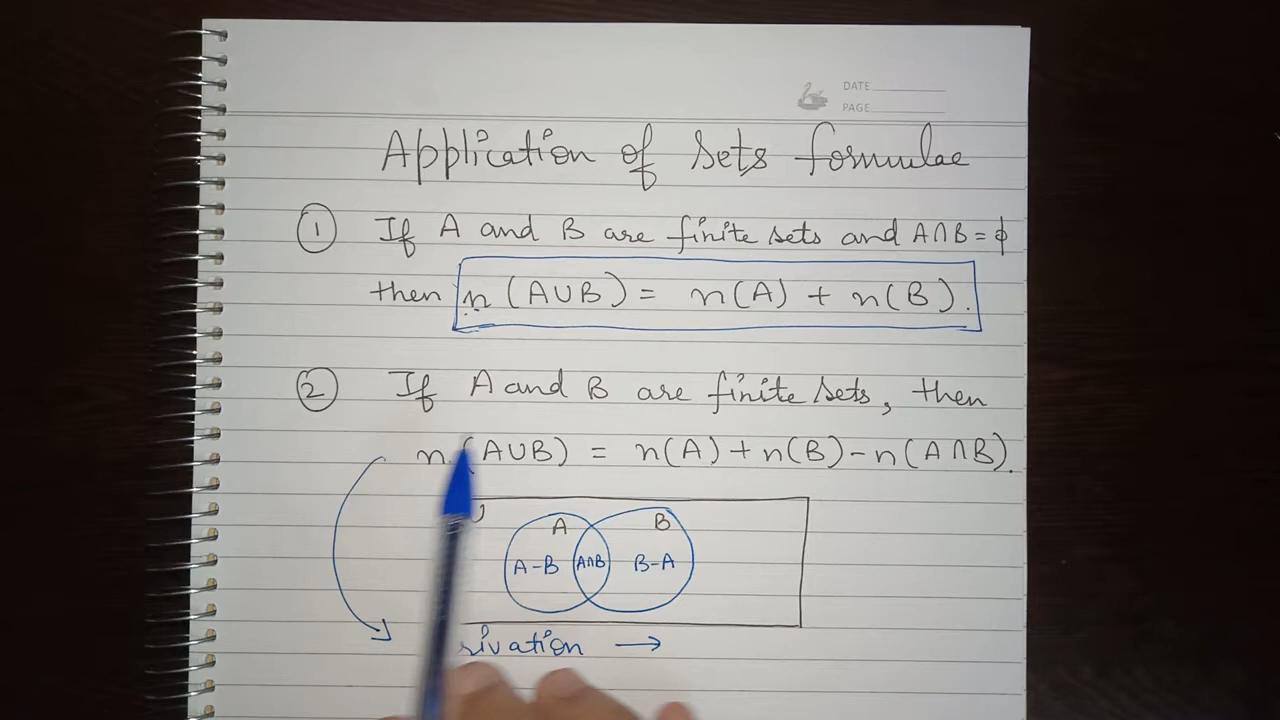 DATE
PAGE
Application of Sets formulae
① If A and B are finite sets and A∩B = ϕ
then n (A∪B) = n(A) + n(B).
② If A and B are finite sets, then
n (A∪B) = n(A) + n(B) - n(A∩B).
A B
A-B A∩B B-A
→